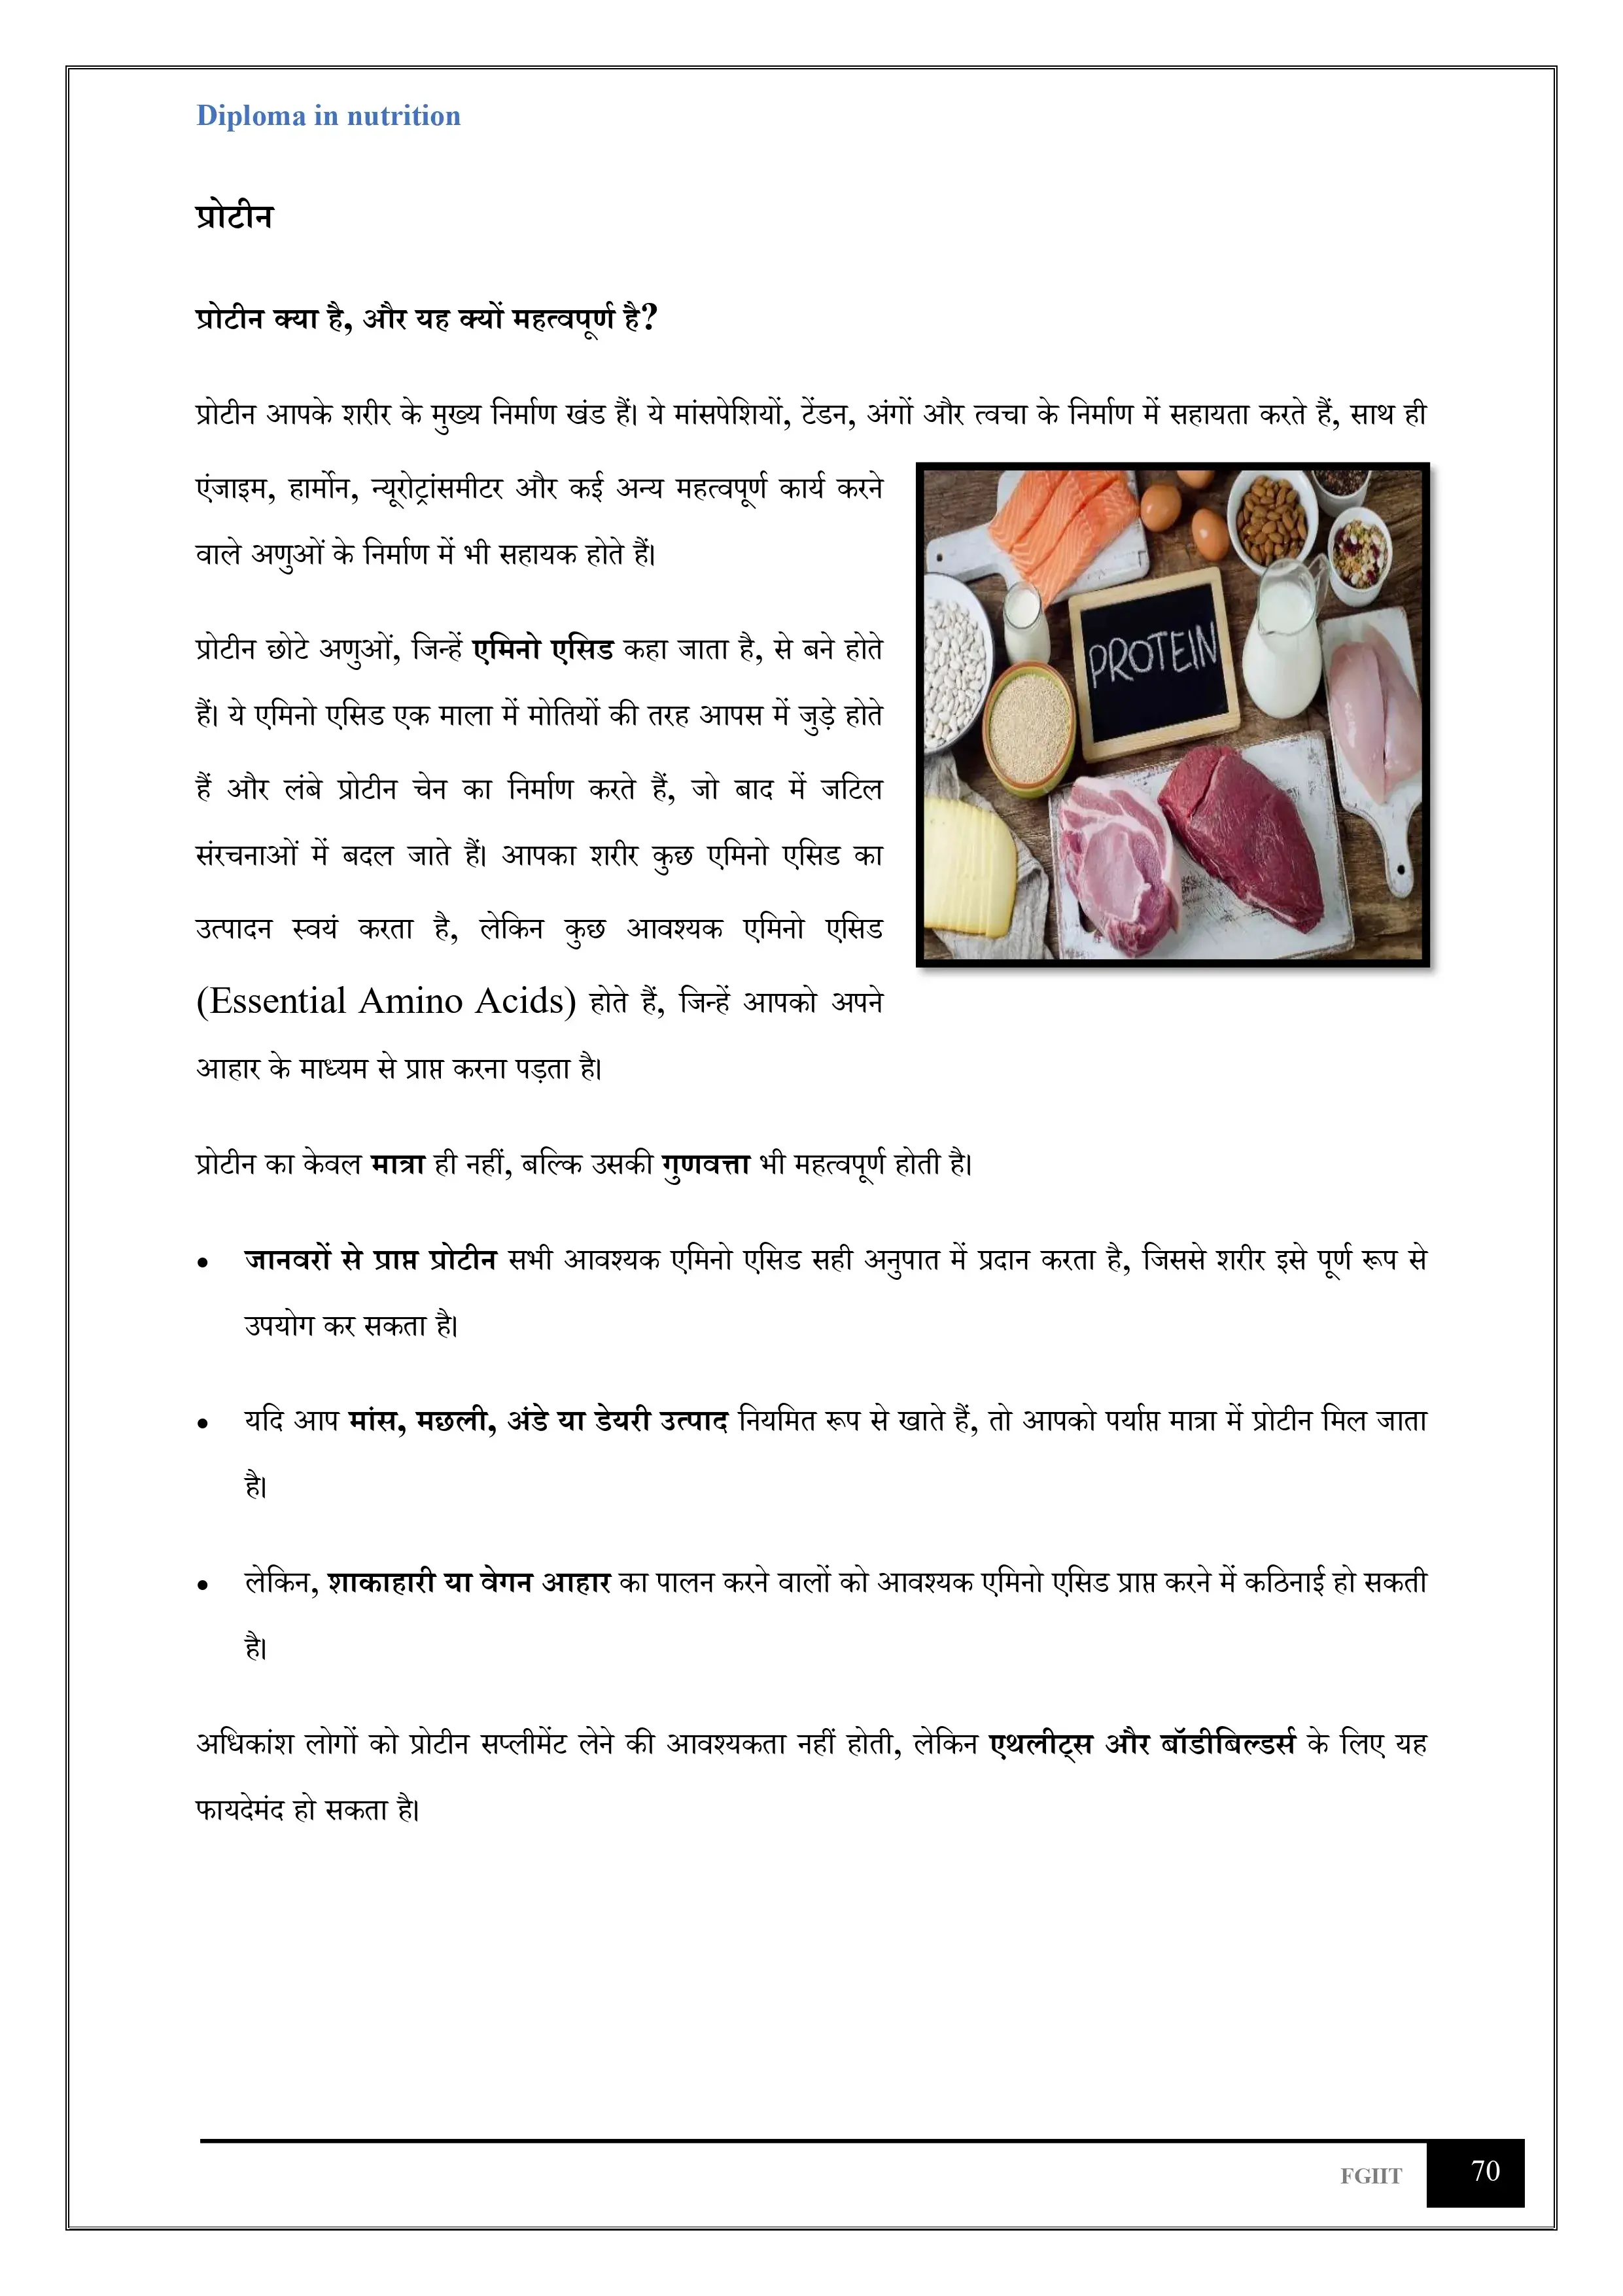 Diploma in nutrition
प्रोटीन
प्रोटीन क्या है, और यह क्यों महत्वपूर्ण है?
प्रोटीन आपके शरीर के मुख्य निर्माण खंड हैं। ये मांसपेशियों, टेंडन, अंगों और त्वचा के निर्माण में सहायता करते हैं, साथ ही
एंजाइम, हार्मोन, न्यूरोट्रांसमीटर और कई अन्य महत्वपूर्ण कार्य करने
वाले अणुओं के निर्माण में भी सहायक होते हैं।
PROTEIN
प्रोटीन छोटे अणुओं, जिन्हें एमिनो एसिड कहा जाता है, से बने होते
हैं। ये एमिनो एसिड एक माला में मोतियों की तरह आपस में जुड़े होते
हैं और लंबे प्रोटीन चेन का निर्माण करते हैं, जो बाद में जटिल
संरचनाओं में बदल जाते हैं। आपका शरीर कुछ एमिनो एसिड का
उत्पादन स्वयं करता है, लेकिन कुछ आवश्यक एमिनो एसिड
(Essential Amino Acids) होते हैं, जिन्हें आपको अपने
आहार के माध्यम से प्राप्त करना पड़ता है।
प्रोटीन का केवल मात्रा ही नहीं, बल्कि उसकी गुणवत्ता भी महत्वपूर्ण होती है।
• जानवरों से प्राप्त प्रोटीन सभी आवश्यक एमिनो एसिड सही अनुपात में प्रदान करता है, जिससे शरीर इसे पूर्ण रूप से
उपयोग कर सकता है।
• यदि आप मांस, मछली, अंडे या डेयरी उत्पाद नियमित रूप से खाते हैं, तो आपको पर्याप्त मात्रा में प्रोटीन मिल जाता
है।
• लेकिन, शाकाहारी या वेगन आहार का पालन करने वालों को आवश्यक एमिनो एसिड प्राप्त करने में कठिनाई हो सकती
है।
अधिकांश लोगों को प्रोटीन सप्लीमेंट लेने की आवश्यकता नहीं होती, लेकिन एथलीट्स और बॉडीबिल्डर्स के लिए यह
फायदेमंद हो सकता है।
FGIIT 70